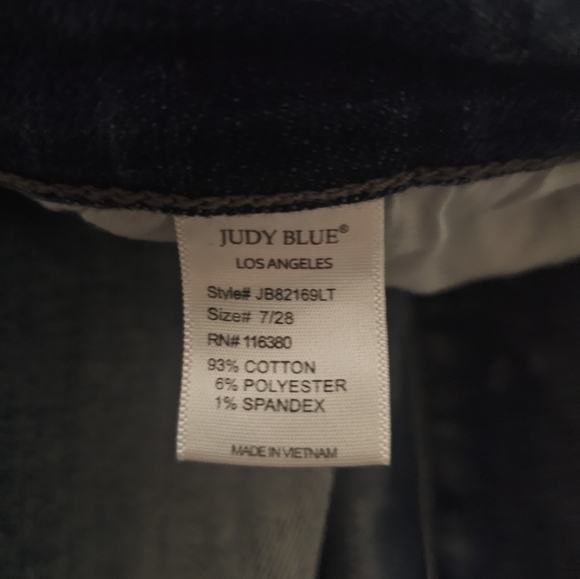 JUDY BLUE®
LOS ANGELES
Style# JB82169LT
Size# 7/28
RN# 116380
93% COTTON
6% POLYESTER
1% SPANDEX
MADE IN VIETNAM